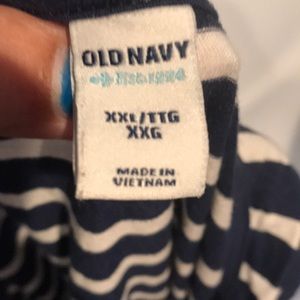 OLD NAVY
Est. 1994
XXL/TTG
XXG
MADE IN
VIETNAM